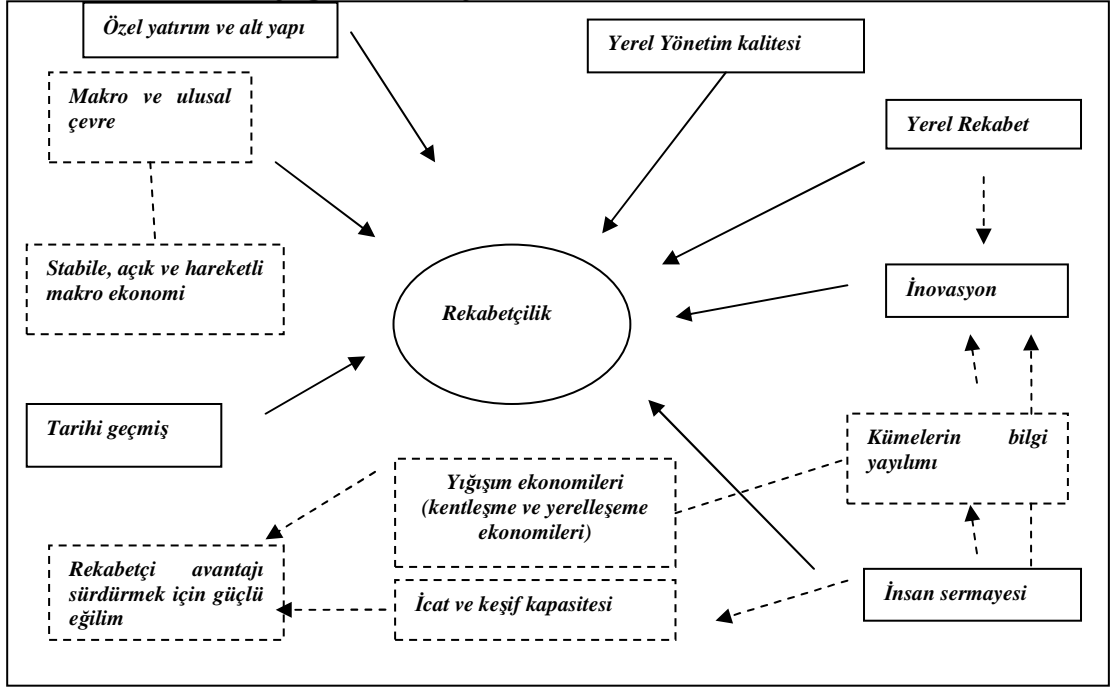 Özel yatırım ve alt yapı
Yerel Yönetim kalitesi
Makro ve ulusal
çevre
Yerel Rekabet
Stabile, açık ve hareketli
makro ekonomi
İnovasyon
Rekabetçilik
Tarihi geçmiş
Kümelerin bilgi
yayılımı
Yığışım ekonomileri
(kentleşme ve yerelleşeme
ekonomileri)
Rekabetçi avantajı
sürdürmek için güçlü
eğilim
İcat ve keşif kapasitesi
İnsan sermayesi